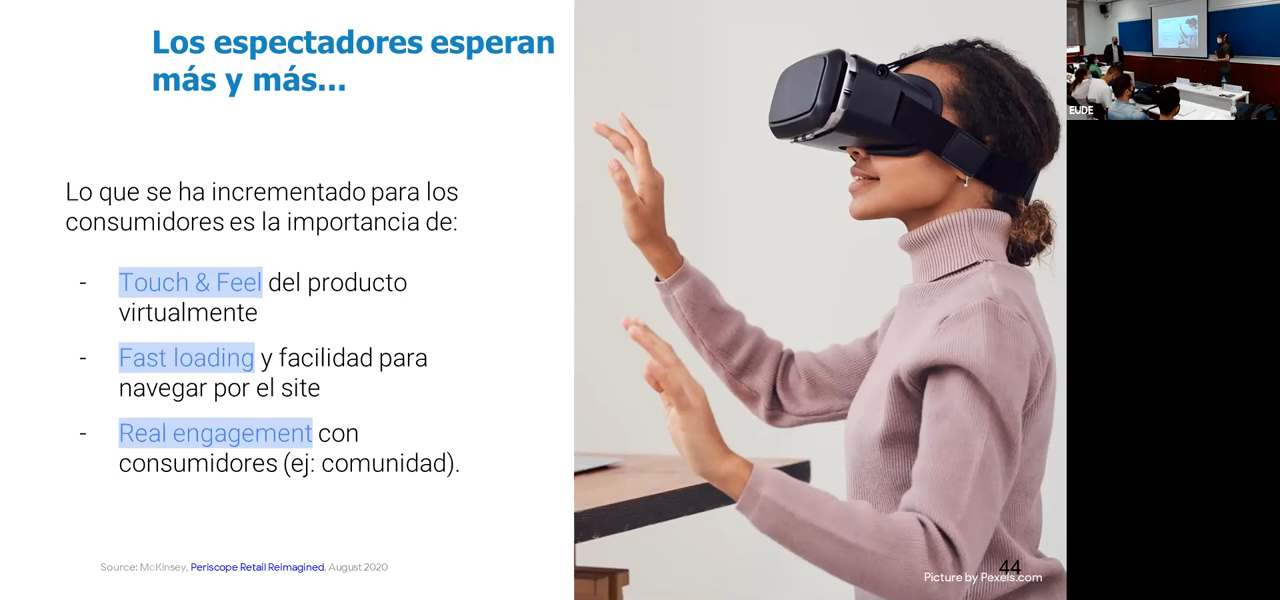 Los espectadores esperan
más y más...
Lo que se ha incrementado para los
consumidores es la importancia de:
- Touch & Feel del producto
virtualmente
- Fast loading y facilidad para
navegar por el site
- Real engagement con
consumidores (ej: comunidad).
Source: McKinsey, Periscope Retail Reimagined, August 2020
44
Picture by Pexels.com
EUDE